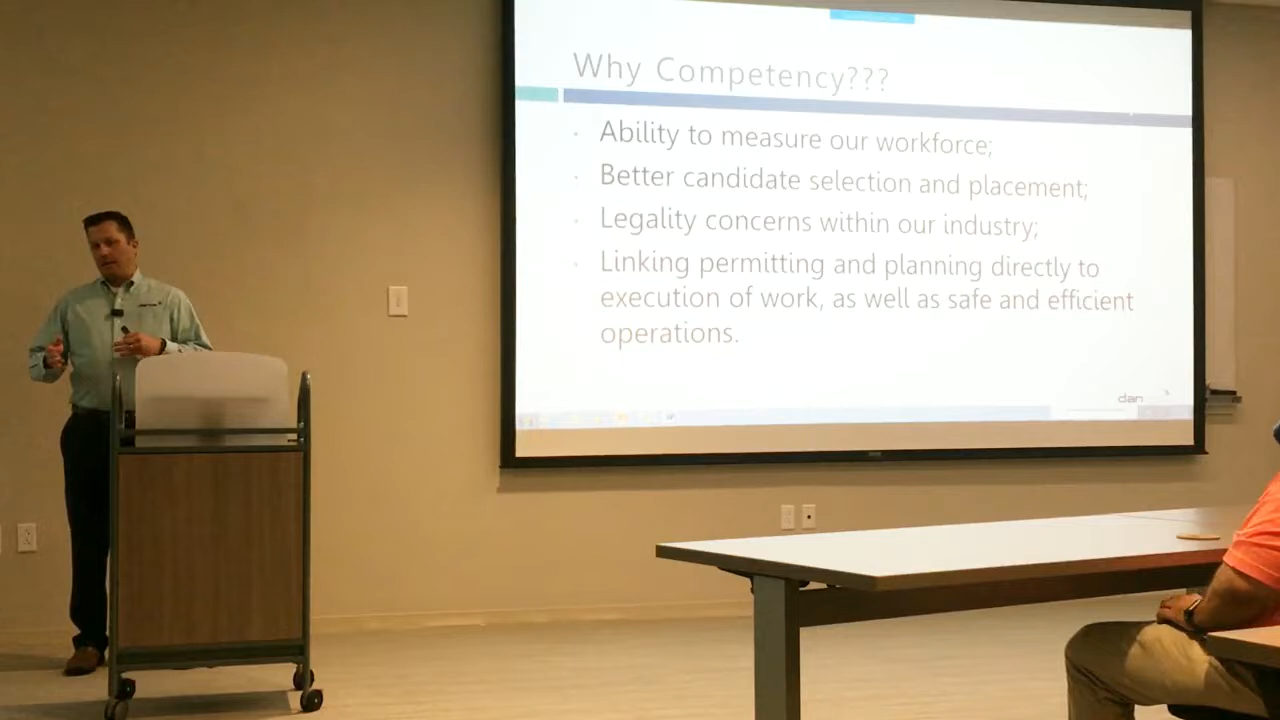 Why Competency???
Ability to measure our workforce;
Better candidate selection and placement;
Legality concerns within our industry;
Linking permitting and planning directly to
execution of work, as well as safe and efficient
operations.
dan